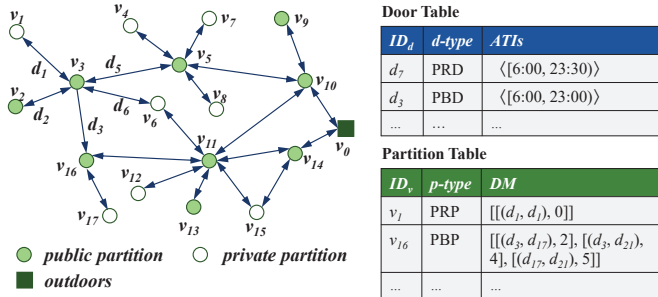 v1
v4
v7
v9
v3
d1
d5
v5
v10
v2
d2
d6
v8
v6
d3
v11
v0
v16
v14
v12
v17
v13
v15
public partition
private partition
outdoors
Door Table
IDd d-type ATIs
d7 PRD ⟨[6:00, 23:30)⟩
d3 PBD ⟨[6:00, 23:00)⟩
... ... ...
Partition Table
IDv p-type DM
v1 PRP [[(d1, d1), 0]]
v16 PBP [[(d3, d17), 2], [(d3, d21),
4], [(d17, d21), 5]]
... ... ...